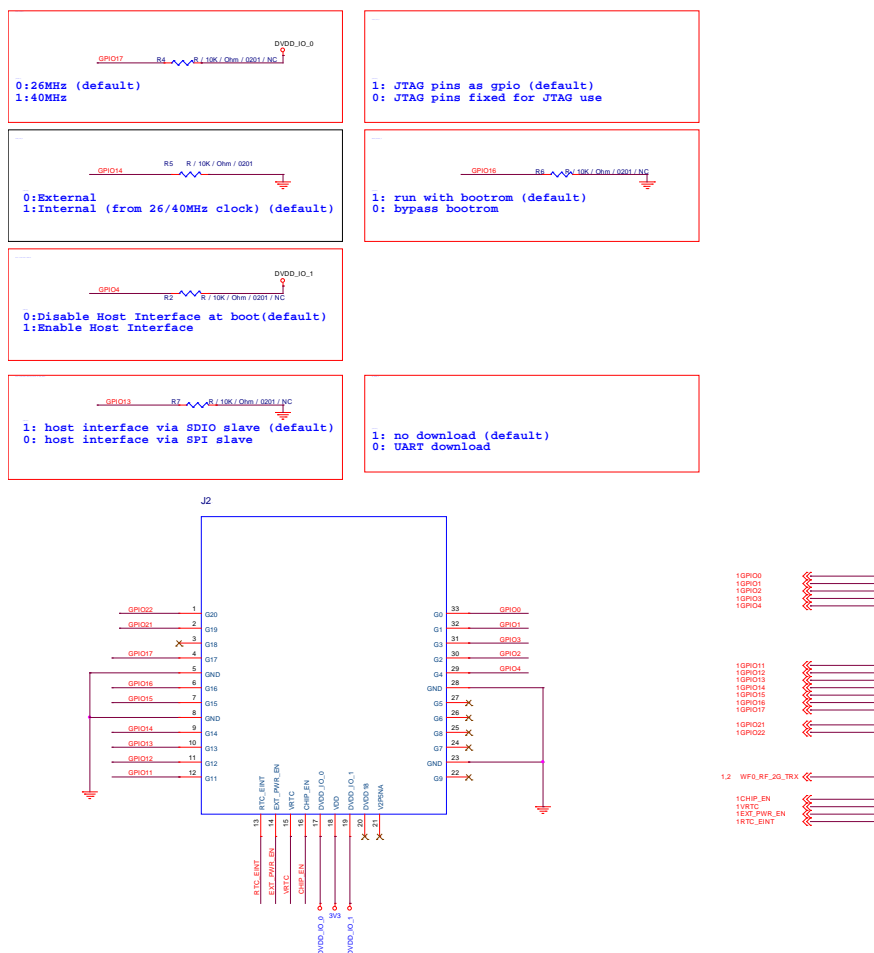 DVDD_IO_0
GPIO17
R4
R / 10K / Ohm / 0201 / NC
0:26MHz (default)
1:40MHz
1: JTAG pins as gpio (default)
0: JTAG pins fixed for JTAG use
R5
R / 10K / Ohm / 0201
GPIO14
0:External
1:Internal (from 26/40MHz clock) (default)
GPIO16
R6
R / 10K / Ohm / 0201 / NC
1: run with bootrom (default)
0: bypass bootrom
DVDD_IO_1
GPIO4
R2
R / 10K / Ohm / 0201 / NC
0:Disable Host Interface at boot(default)
1:Enable Host Interface
GPIO13
R7
R / 10K / Ohm / 0201 / NC
1: host interface via SDIO slave (default)
0: host interface via SPI slave
1: no download (default)
0: UART download
J2
GPIO22 1 G20
GPIO21 2 G19
3 G18
GPIO17 4 G17
5 GND
GPIO16 6 G16
GPIO15 7 G15
8 GND
GPIO14 9 G14
GPIO13 10 G13
GPIO12 11 G12
GPIO11 12 G11
G0 33 GPIO0
G1 32 GPIO1
G3 31 GPIO3
G2 30 GPIO2
G4 29 GPIO4
GND 28
G5 27
G6 26
G8 25
G7 24
GND 23
G9 22
RTC_EINT 13 RTC_EINT
EXT_PWR_EN 14 EXT_PWR_EN
VRTC 15 VRTC
CHIP_EN 16 CHIP_EN
DVDD_IO_0 17 DVDD_IO_0
VDD 18 3V3
DVDD_IO_1 19 DVDD_IO_1
DVDD18 20
V2P5NA 21
1GPIO0
1GPIO1
1GPIO2
1GPIO3
1GPIO4
1GPIO11
1GPIO12
1GPIO13
1GPIO14
1GPIO15
1GPIO16
1GPIO17
1GPIO21
1GPIO22
1,2 WF0_RF_2G_TRX
1CHIP_EN
1VRTC
1EXT_PWR_EN
1RTC_EINT